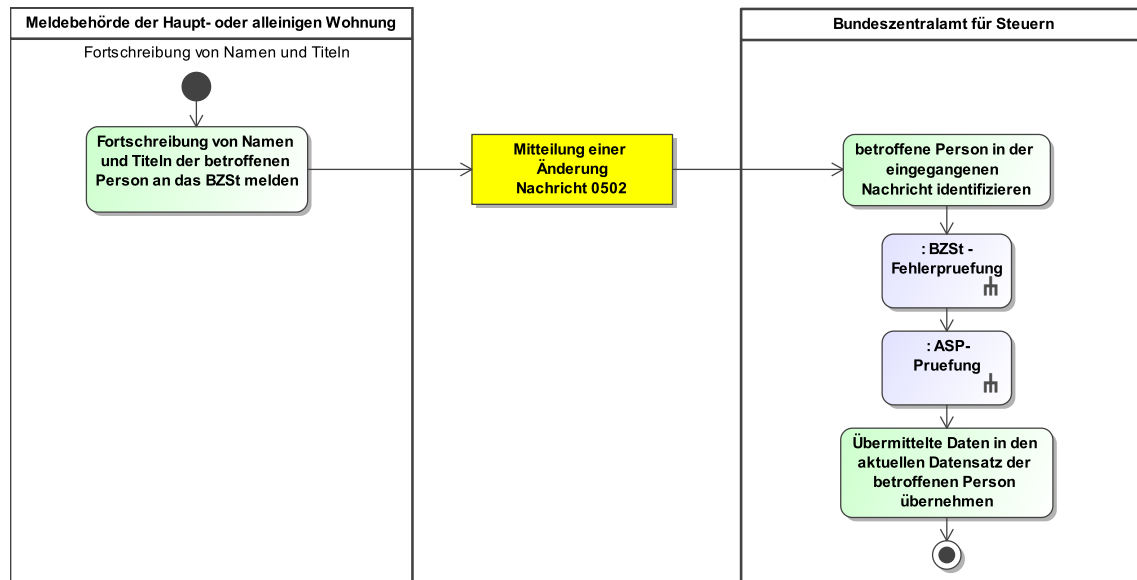 Meldebehörde der Haupt- oder alleinigen Wohnung
Fortschreibung von Namen und Titeln
Fortschreibung von Namen
und Titeln der betroffenen
Person an das BZSt melden
Mitteilung einer
Änderung
Nachricht 0502
Bundeszentralamt für Steuern
betroffene Person in der
eingegangenen
Nachricht identifizieren
: BZSt -
Fehlerpruefung
: ASP-
Pruefung
Übermittelte Daten in den
aktuellen Datensatz der
betroffenen Person
übernehmen